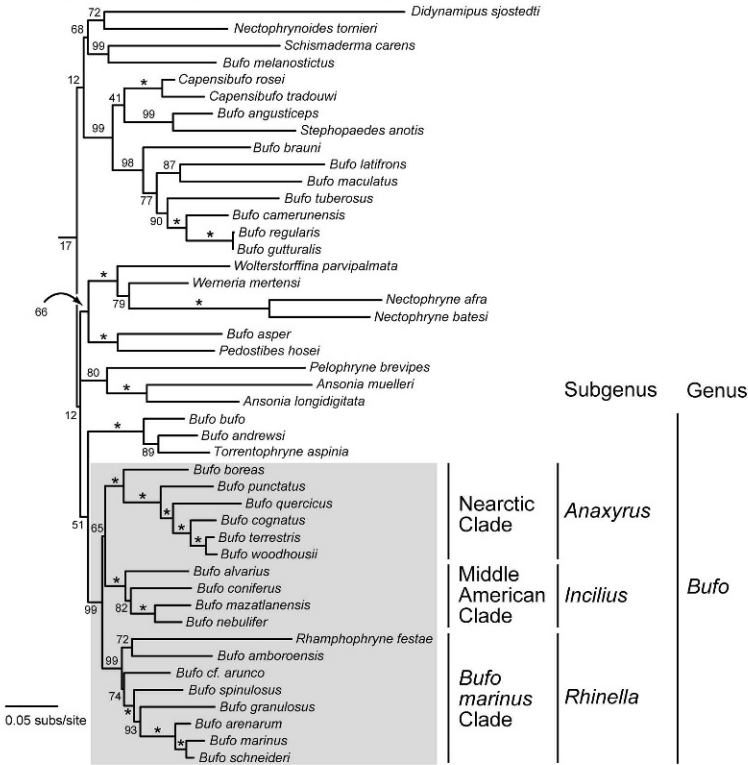 72
Didynamipus sjostedti
68
Nectophrynoides tornieri
99
Schismaderma carens
Bufo melanostictus
12
*
Capensibufo rosei
41
Capensibufo tradouwi
99
Bufo angusticeps
99
Stephopaedes anotis
Bufo brauni
98
87
Bufo latifrons
Bufo maculatus
77
Bufo tuberosus
90
*
Bufo camerunensis
*
Bufo regularis
17
Bufo gutturalis
*
Wolterstorffina parvipalmata
Werneria mertensi
79
*
Nectophryne afra
66
Nectophryne batesi
*
Bufo asper
Pedostibes hosei
80
Pelophryne brevipes
*
Ansonia muelleri
Subgenus Genus
12
Ansonia longidigitata
*
Bufo bufo
Bufo andrewsi
89
Torrentophryne aspinia
*
Bufo boreas
*
Bufo punctatus
*
Bufo quercicus
51
65
*
Bufo cognatus
*
Bufo terrestris
Bufo woodhousii
Nearctic
Clade
Anaxyrus
*
Bufo alvarius
Bufo coniferus
99
82
*
Bufo mazatlanensis
Bufo nebulifer
Middle
American
Clade
Incilius
Bufo
72
Rhamphophryne festae
99
Bufo amboroensis
Bufo cf. arunco
74
Bufo spinulosus
*
Bufo granulosus
93
*
Bufo arenarum
*
Bufo marinus
Bufo schneideri
Bufo
marinus
Clade
Rhinella
0.05 subs/site